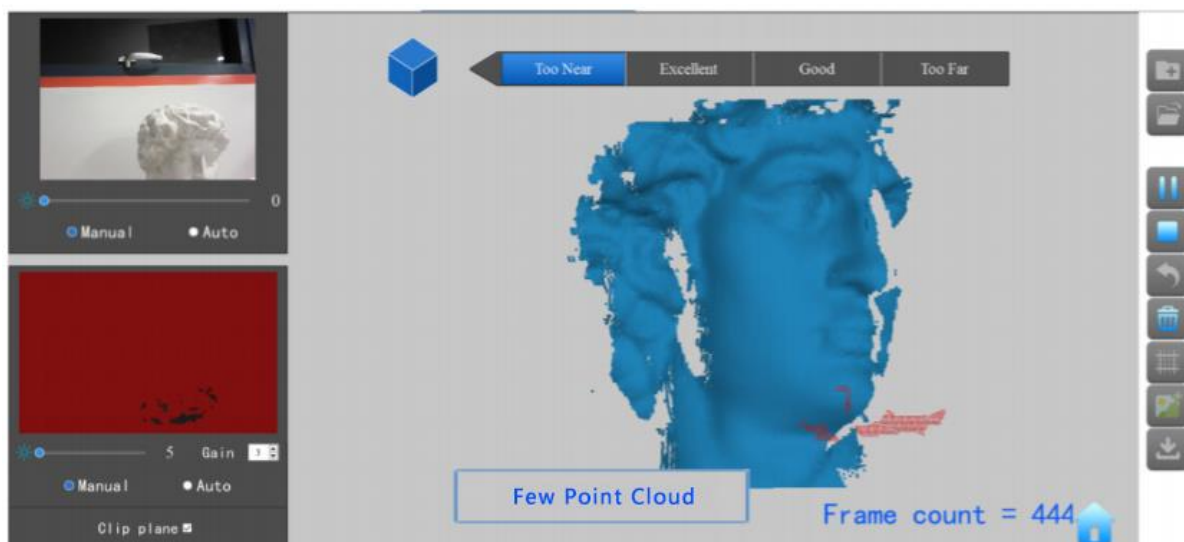 Too Near Excellent Good Too Far
0
Manual Auto
5 Gain 3
Manual Auto
Clip plane
Few Point Cloud
Frame count = 444